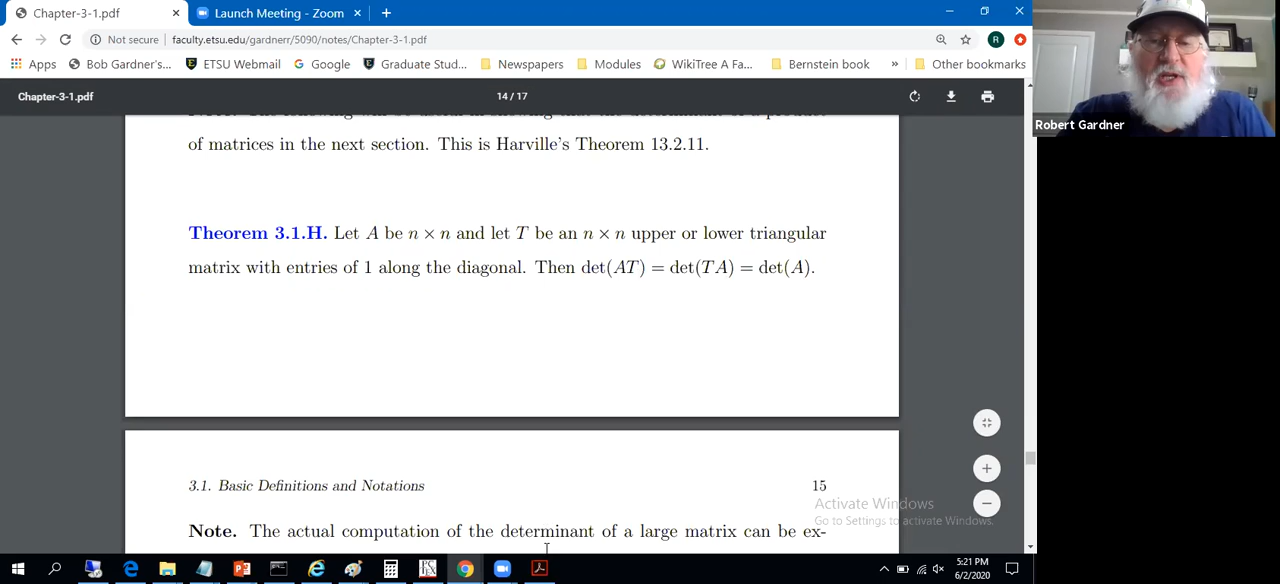 Chapter-3-1.pdf
Launch Meeting - Zoom
Not secure
faculty.etsu.edu/gardnerr/5090/notes/Chapter-3-1.pdf
R
Apps
Bob Gardner's...
ETSU Webmail
Google
Graduate Stud...
Newspapers
Modules
WikiTree A Fa...
Bernstein book
»
Other bookmarks
Chapter-3-1.pdf
14 / 17
Robert Gardner
of matrices in the next section. This is Harville's Theorem 13.2.11.
Theorem 3.1.H. Let A be n × n and let T be an n × n upper or lower triangular
matrix with entries of 1 along the diagonal. Then det(AT) = det(TA) = det(A).
3.1. Basic Definitions and Notations 15
Activate Windows
Go to Settings to activate Windows.
Note. The actual computation of the determinant of a large matrix can be ex-
5:21 PM
6/2/2020